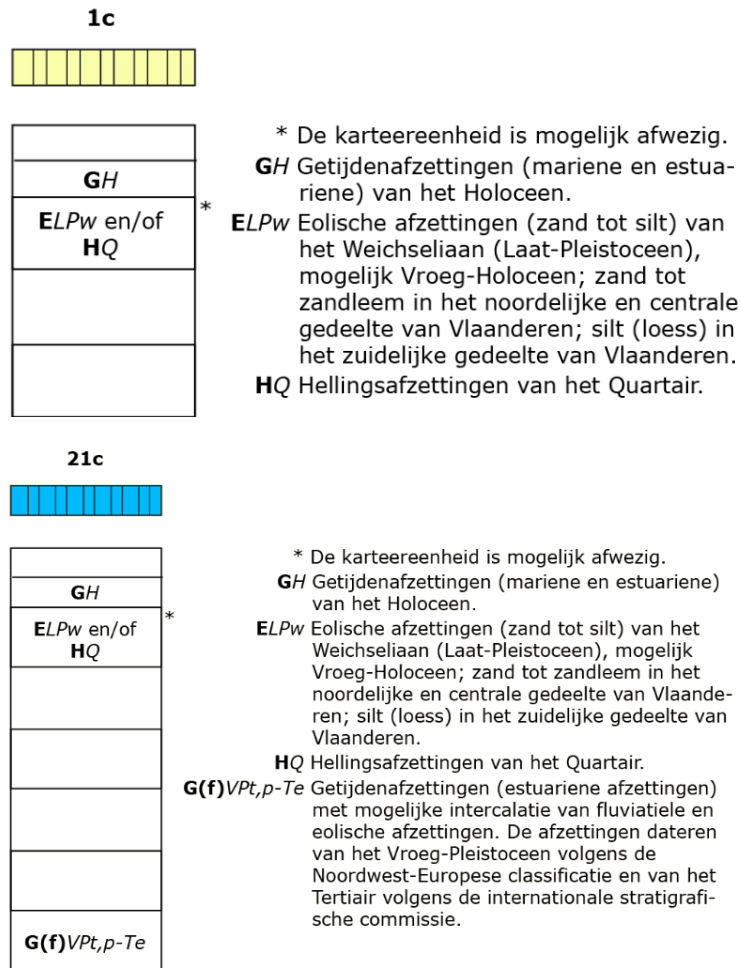 1c
GH
ELPw en/of
HQ
*
* De karteereenheid is mogelijk afwezig.
GH Getijdenafzettingen (mariene en estua-
riene) van het Holoceen.
ELPw Eolische afzettingen (zand tot silt) van
het Weichseliaan (Laat-Pleistoceen),
mogelijk Vroeg-Holoceen; zand tot
zandleem in het noordelijke en centrale
gedeelte van Vlaanderen; silt (loess) in
het zuidelijke gedeelte van Vlaanderen.
HQ Hellingsafzettingen van het Quartair.
21c
GH
ELPw en/of
HQ
*
G(f)VPt,p-Te
* De karteereenheid is mogelijk afwezig.
GH Getijdenafzettingen (mariene en estuariene)
van het Holoceen.
ELPw Eolische afzettingen (zand tot silt) van het
Weichseliaan (Laat-Pleistoceen), mogelijk
Vroeg-Holoceen; zand tot zandleem in het
noordelijke en centrale gedeelte van Vlaande-
ren; silt (loess) in het zuidelijke gedeelte van
Vlaanderen.
HQ Hellingsafzettingen van het Quartair.
G(f)VPt,p-Te Getijdenafzettingen (estuariene afzettingen)
met mogelijke intercalatie van fluviatiele en
eolische afzettingen. De afzettingen dateren
van het Vroeg-Pleistoceen volgens de
Noordwest-Europese classificatie en van het
Tertiair volgens de internationale stratigrafi-
sche commissie.